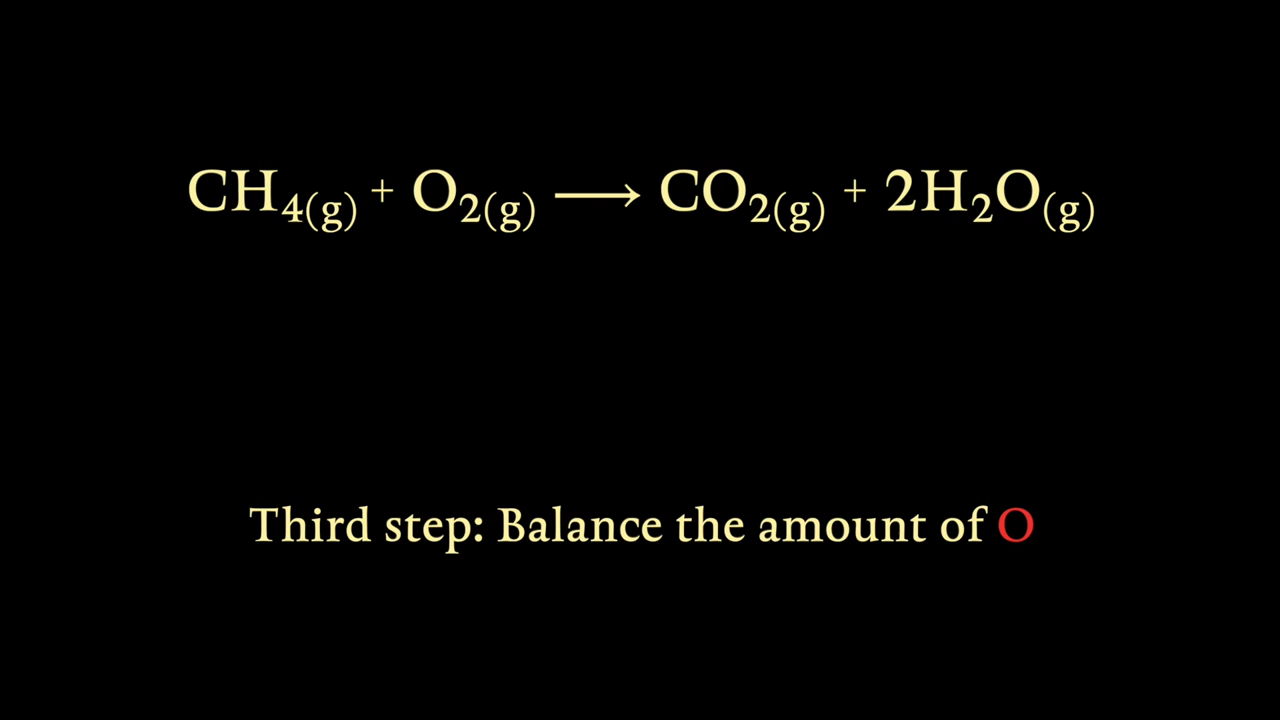 CH₄₍g₎ + O₂₍g₎ ⟶ CO₂₍g₎ + 2H₂O₍g₎
Third step: Balance the amount of O